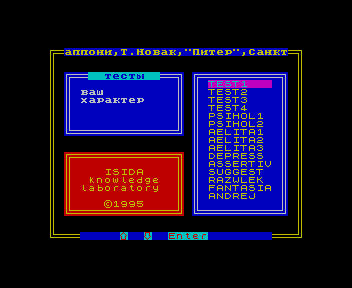 аппони,Т.Новак,"Питер",Санкт
тесты
ваш
характер
ISIDA
knowledge
laboratory
©1995
TEST1
TEST2
TEST3
TEST4
PSIHOL1
PSIHOL2
AELITA1
AELITA2
AELITA3
DEPRESS
ASSERTIV
SUGGEST
RAZWLEK
FANTASIA
ANDREJ
Enter